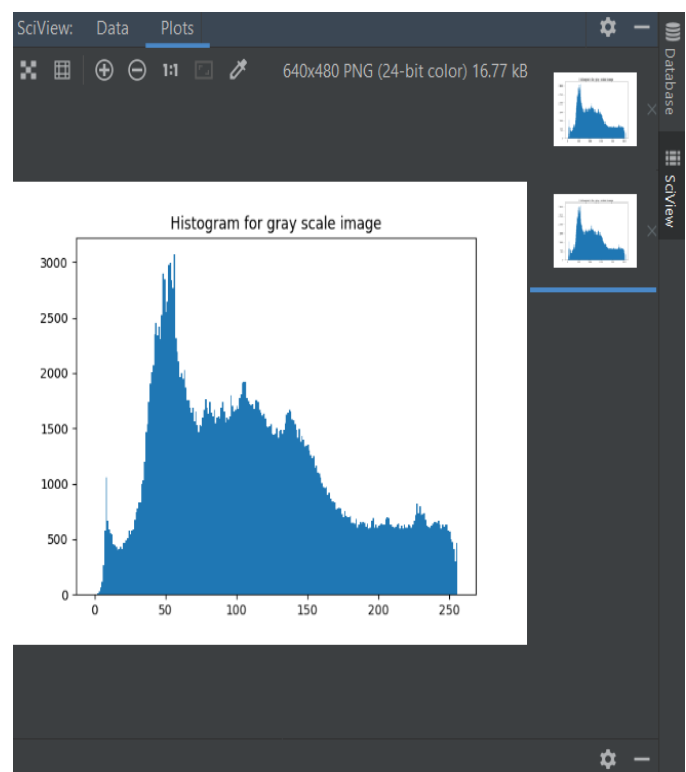 SciView: Data Plots
1:1 640x480 PNG (24-bit color) 16.77 kB
Database
SciView
Histogram for gray scale image
3000
2500
2000
1500
1000
500
0
0 50 100 150 200 250